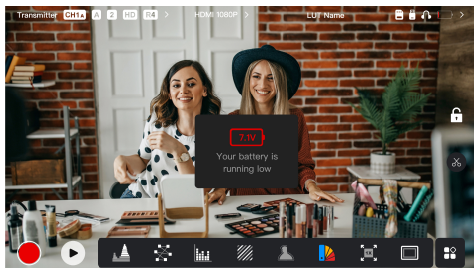 Transmitter CH1A A 2 HD R4 > HDMI 1080P > LUT Name
7.1V
Your battery is
running low